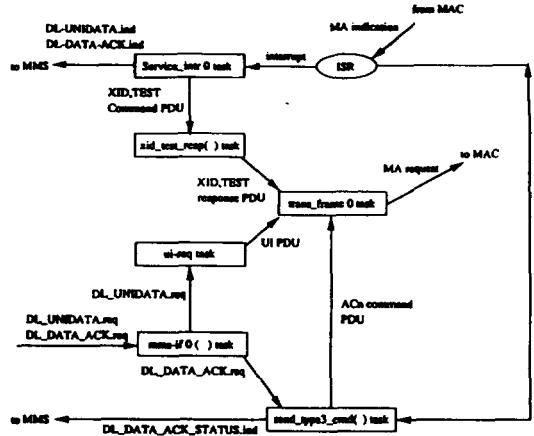 from MAC
DL-UNIDATA.ind
DL-DATA-ACK.ind
MA indication
interrupt
to MMS
Service_intr 0 task
ISR
XID,TEST
Command PDU
xid_test_resp( ) task
to MAC
MA request
XID,TEST
response PDU
trans_frame 0 task
UI PDU
ui-req task
DL_UNIDATA.req
ACn command
PDU
DL_UNIDATA.req
DL_DATA_ACK.req
mms-if 0 ( ) task
DL_DATA_ACK.req
to MMS
send_type3_cmd( ) task
DL_DATA_ACK_STATUS.ind